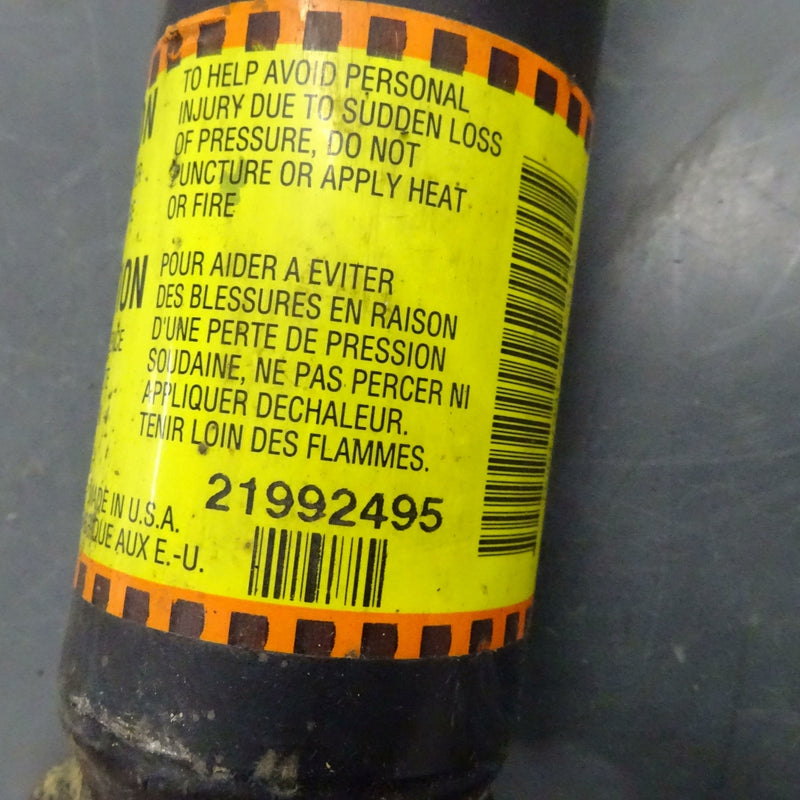 TO HELP AVOID PERSONAL
INJURY DUE TO SUDDEN LOSS
OF PRESSURE, DO NOT
PUNCTURE OR APPLY HEAT
OR FIRE
ON
POUR AIDER A EVITER
DES BLESSURES EN RAISON
D'UNE PERTE DE PRESSION
SOUDAINE, NE PAS PERCER NI
APPLIQUER DECHALEUR.
TENIR LOIN DES FLAMMES.
21992495
MADE IN U.S.A.
AUX E.-U.